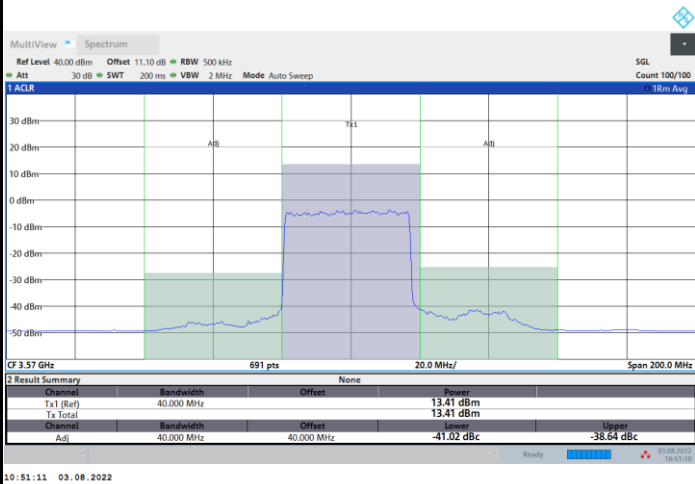 MultiView Spectrum
Ref Level 40.00 dBm Offset 11.10 dB RBW 500 kHz SGL
Att 30 dB SWT 200 ms VBW 2 MHz Mode Auto Sweep Count 100/100
1 ACLR 1Rm Avg
30 dBm
Tx1
20 dBm
Adj Adj
10 dBm
0 dBm
-10 dBm
-20 dBm
-30 dBm
-40 dBm
-50 dBm
CF 3.57 GHz 691 pts 20.0 MHz/ Span 200.0 MHz
2 Result Summary None
Channel Bandwidth Offset Power
Tx1 (Ref) 40.000 MHz 13.41 dBm
Tx Total 13.41 dBm
Channel Bandwidth Offset Lower Upper
Adj 40.000 MHz 40.000 MHz -41.02 dBc -38.64 dBc
Ready 03.08.2022
10:51:10
10:51:11 03.08.2022